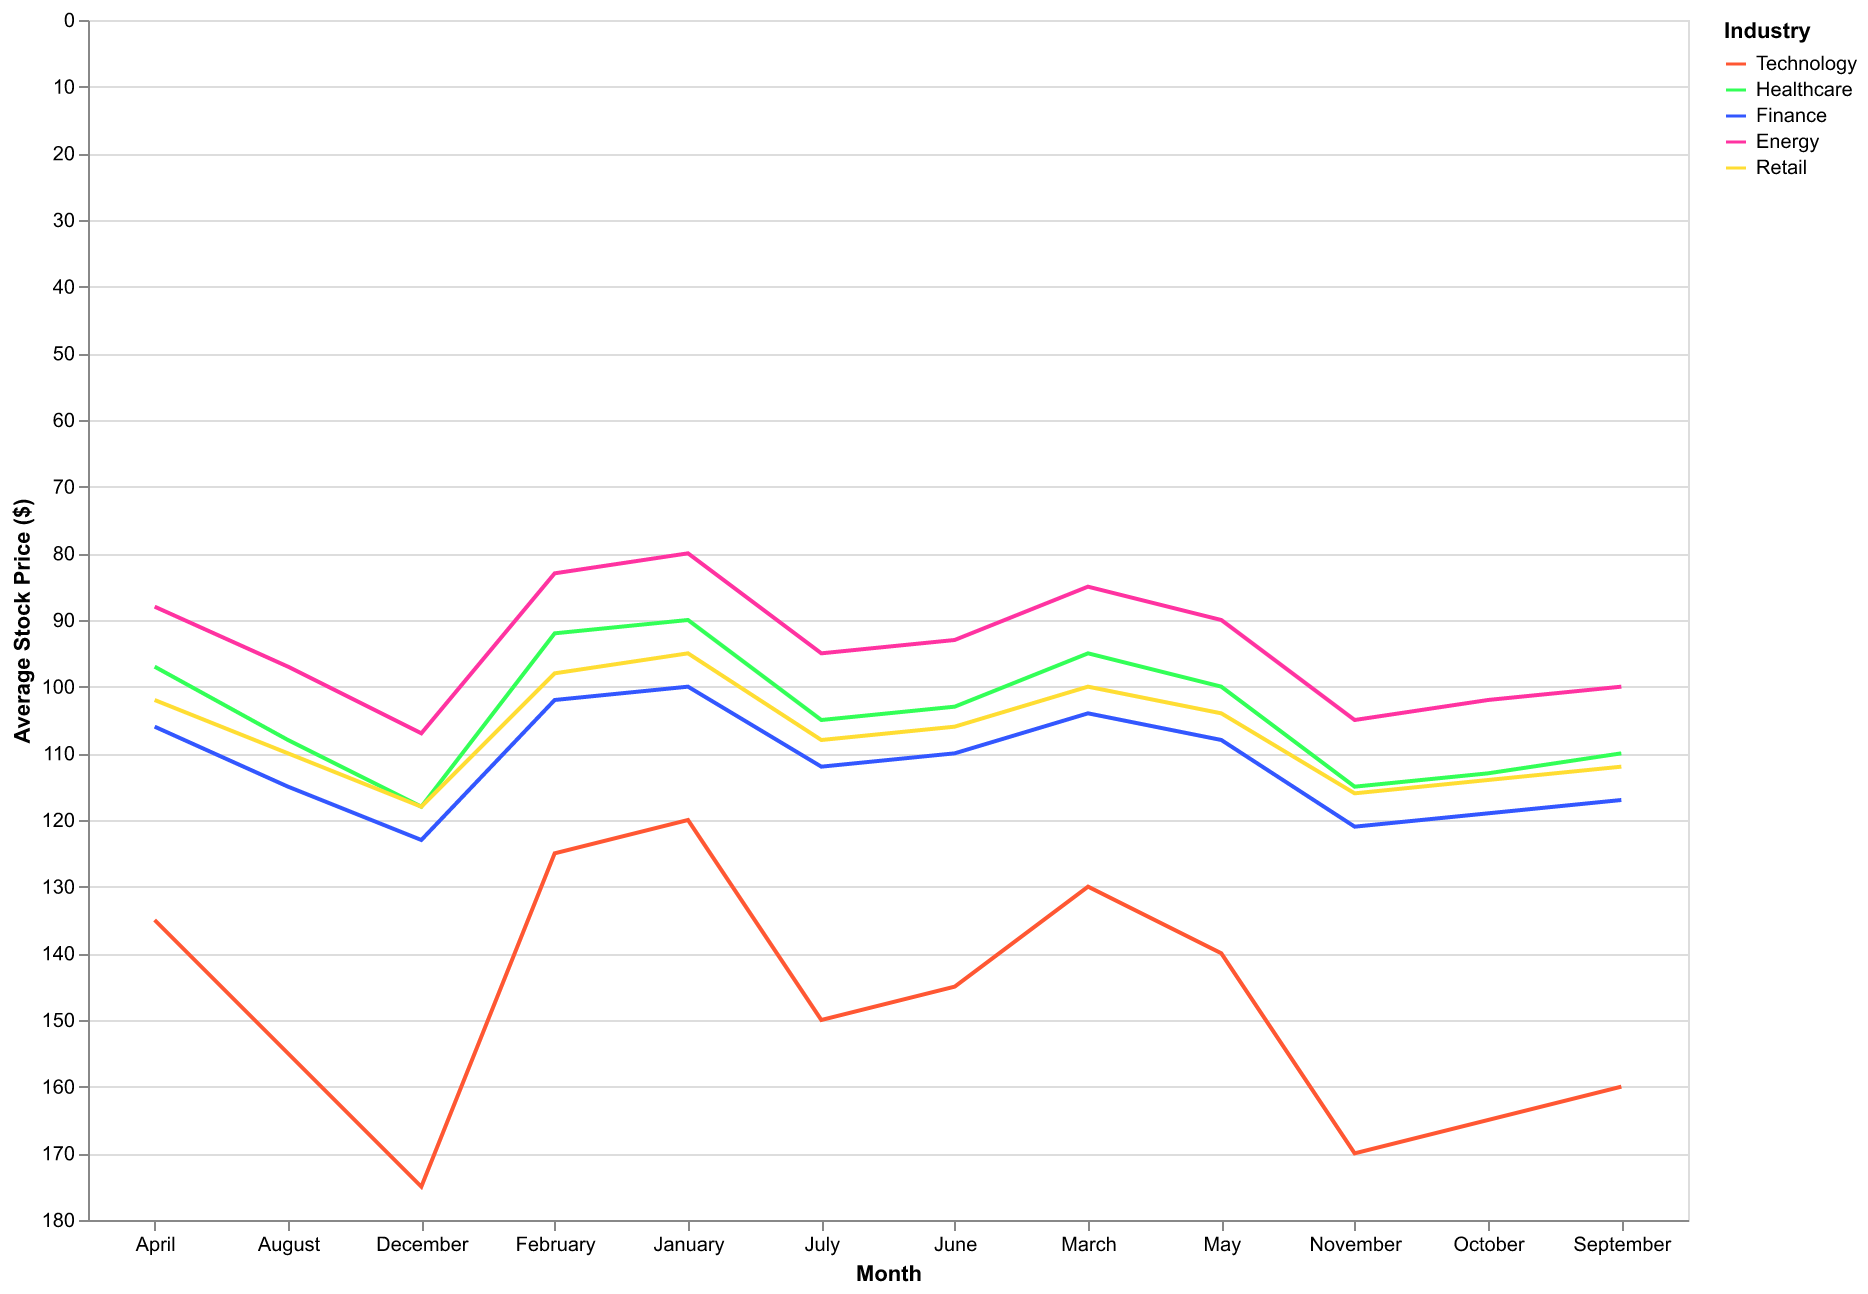 0
10
20
30
40
50
60
70
80
90
100
110
120
130
140
150
160
170
180
Average Stock Price ($)
April August December February January July June March May November October September
Month
Industry
Technology
Healthcare
Finance
Energy
Retail